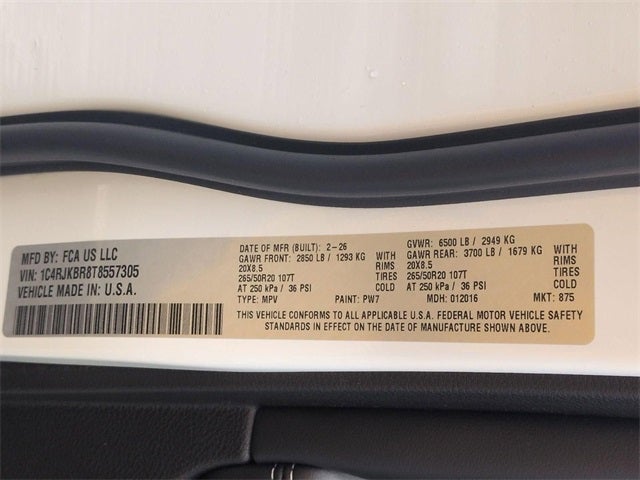 MFD BY: FCA US LLC
VIN: 1C4RJKBR8T8557305
VEHICLE MADE IN: U.S.A.
DATE OF MFR (BUILT): 2-26
GAWR FRONT: 2850 LB / 1293 KG WITH
20X8.5 RIMS
265/50R20 107T TIRES
AT 250 kPa / 36 PSI COLD
TYPE: MPV PAINT: PW7
GVWR: 6500 LB / 2949 KG
GAWR REAR: 3700 LB / 1679 KG WITH
20X8.5 RIMS
265/50R20 107T TIRES
AT 250 kPa / 36 PSI COLD
MDH: 012016 MKT: 875
THIS VEHICLE CONFORMS TO ALL APPLICABLE U.S.A. FEDERAL MOTOR VEHICLE SAFETY
STANDARDS IN EFFECT ON THE DATE OF MANUFACTURE SHOWN ABOVE.